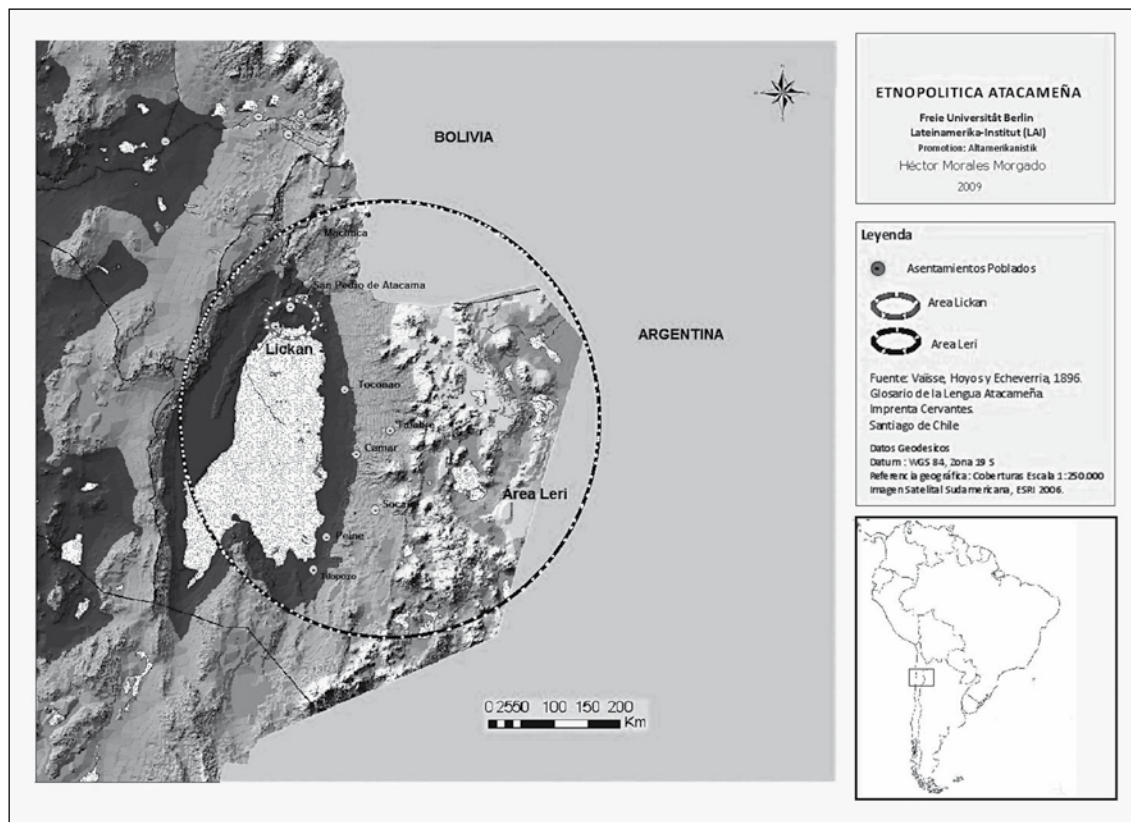 BOLIVIA
ARGENTINA
Machuca
San Pedro de Atacama
Lickan
Toconao
Talabre
Camar
Area Leri
Socaire
Peine
Tilopozo
0 25 50 100 150 200
Km
ETNOPOLITICA ATACAMEÑA
Freie Universität Berlin
Lateinamerika-Institut (LAI)
Promotion: Altamerikanistik
Héctor Morales Morgado
2009
Leyenda
Asentamientos Poblados
Area Lickan
Area Leri
Fuente: Vaïsse, Hoyos y Echeverria, 1896.
Glosario de la Lengua Atacameña.
Imprenta Cervantes.
Santiago de Chile
Datos Geodesicos
Datum : WGS 84, Zona 19 S
Referencia geográfica: Coberturas Escala 1:250.000
Imagen Satelital Sudamericana, ESRI 2006.